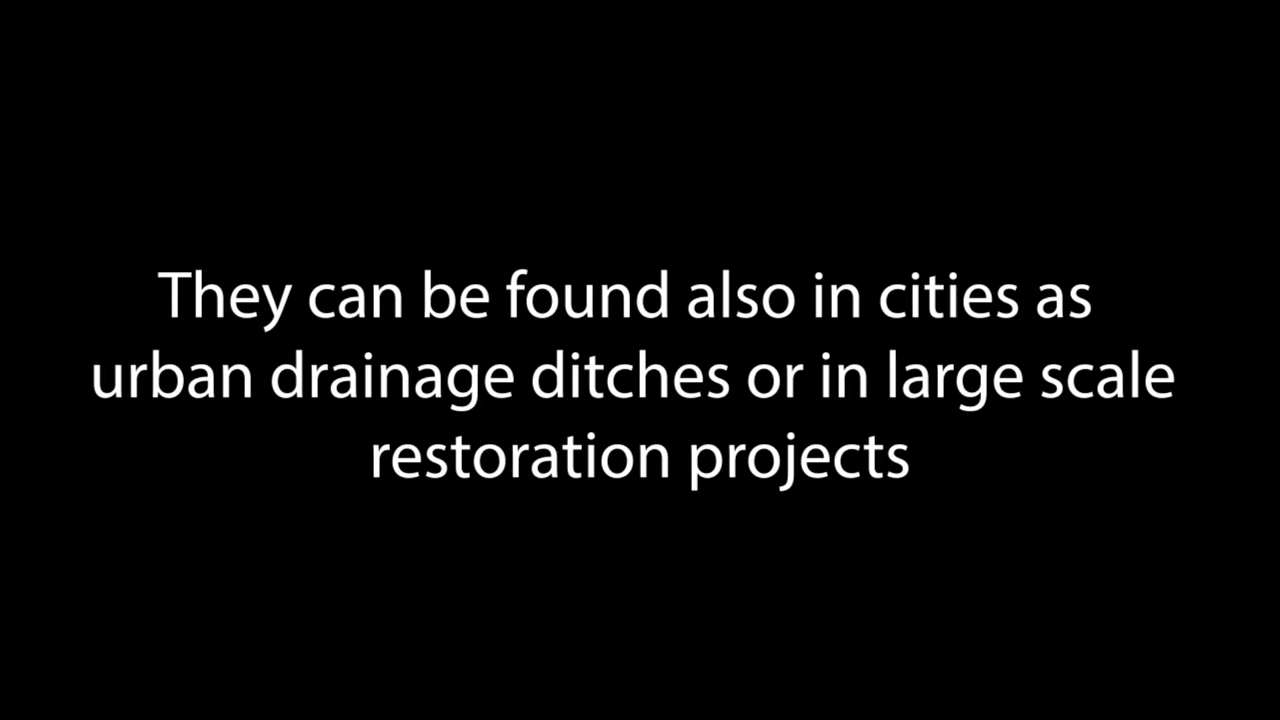 They can be found also in cities as
urban drainage ditches or in large scale
restoration projects